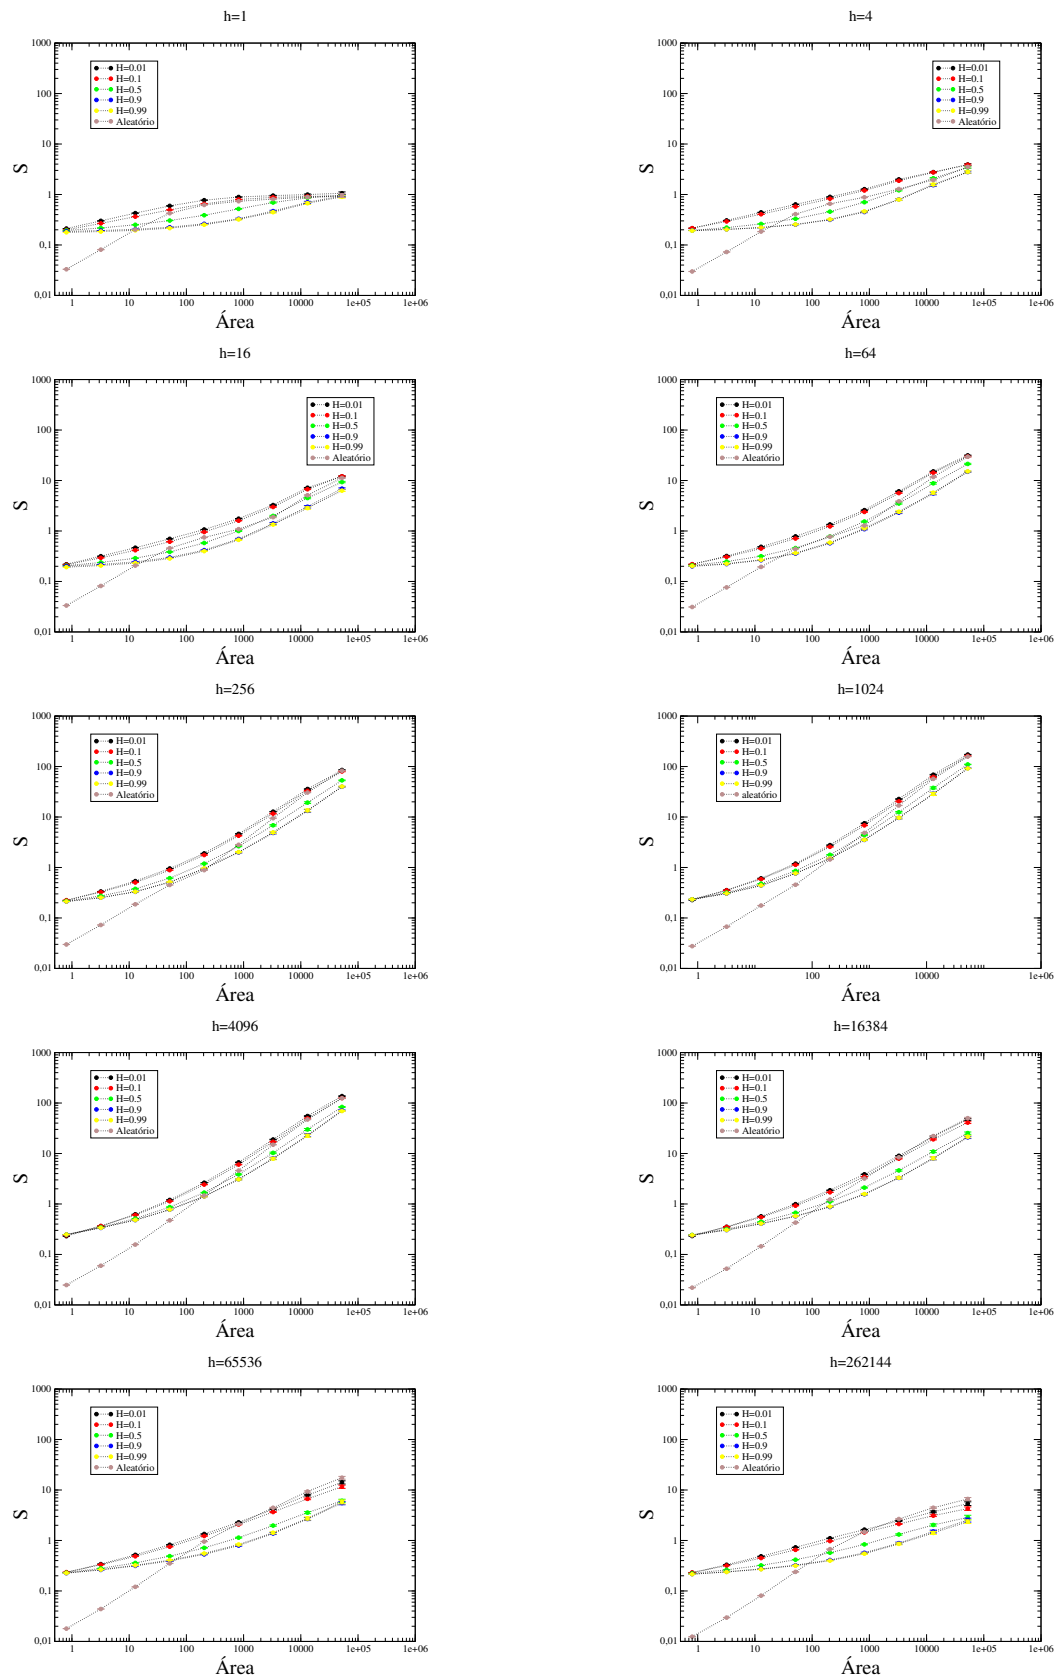 h=1
1000
100
10
1
0,1
0,01
S
H=0.01
H=0.1
H=0.5
H=0.9
H=0.99
Aleatório
1 10 100 1000 10000 1e+05 1e+06
Área
h=4
1000
100
10
1
0,1
0,01
S
H=0.01
H=0.1
H=0.5
H=0.9
H=0.99
Aleatório
1 10 100 1000 10000 1e+05 1e+06
Área
h=16
1000
100
10
1
0,1
0,01
S
H=0.01
H=0.1
H=0.5
H=0.9
H=0.99
Aleatório
1 10 100 1000 10000 1e+05 1e+06
Área
h=64
1000
100
10
1
0,1
0,01
S
H=0.01
H=0.1
H=0.5
H=0.9
H=0.99
Aleatório
1 10 100 1000 10000 1e+05 1e+06
Área
h=256
1000
100
10
1
0,1
0,01
S
H=0.01
H=0.1
H=0.5
H=0.9
H=0.99
Aleatório
1 10 100 1000 10000 1e+05 1e+06
Área
h=1024
1000
100
10
1
0,1
0,01
S
H=0.01
H=0.1
H=0.5
H=0.9
H=0.99
aleatório
1 10 100 1000 10000 1e+06
Área
h=4096
1000
100
10
1
0,1
0,01
S
H=0.01
H=0.1
H=0.5
H=0.9
H=0.99
Aleatório
1 10 100 1000 10000 1e+05 1e+06
Área
h=16384
1000
100
10
1
0,1
0,01
S
H=0.01
H=0.1
H=0.5
H=0.9
H=0.99
Aleatório
1 10 100 1000 10000 1e+05 1e+06
Área
h=65536
1000
100
10
1
0,1
0,01
S
H=0.01
H=0.1
H=0.5
H=0.9
H=0.99
Aleatório
1 10 100 1000 10000 1e+05 1e+06
Área
h=262144
1000
100
10
1
0,1
0,01
S
H=0.01
H=0.1
H=0.5
H=0.9
H=0.99
Aleatório
1 10 100 1000 10000 1e+05 1e+06
Área